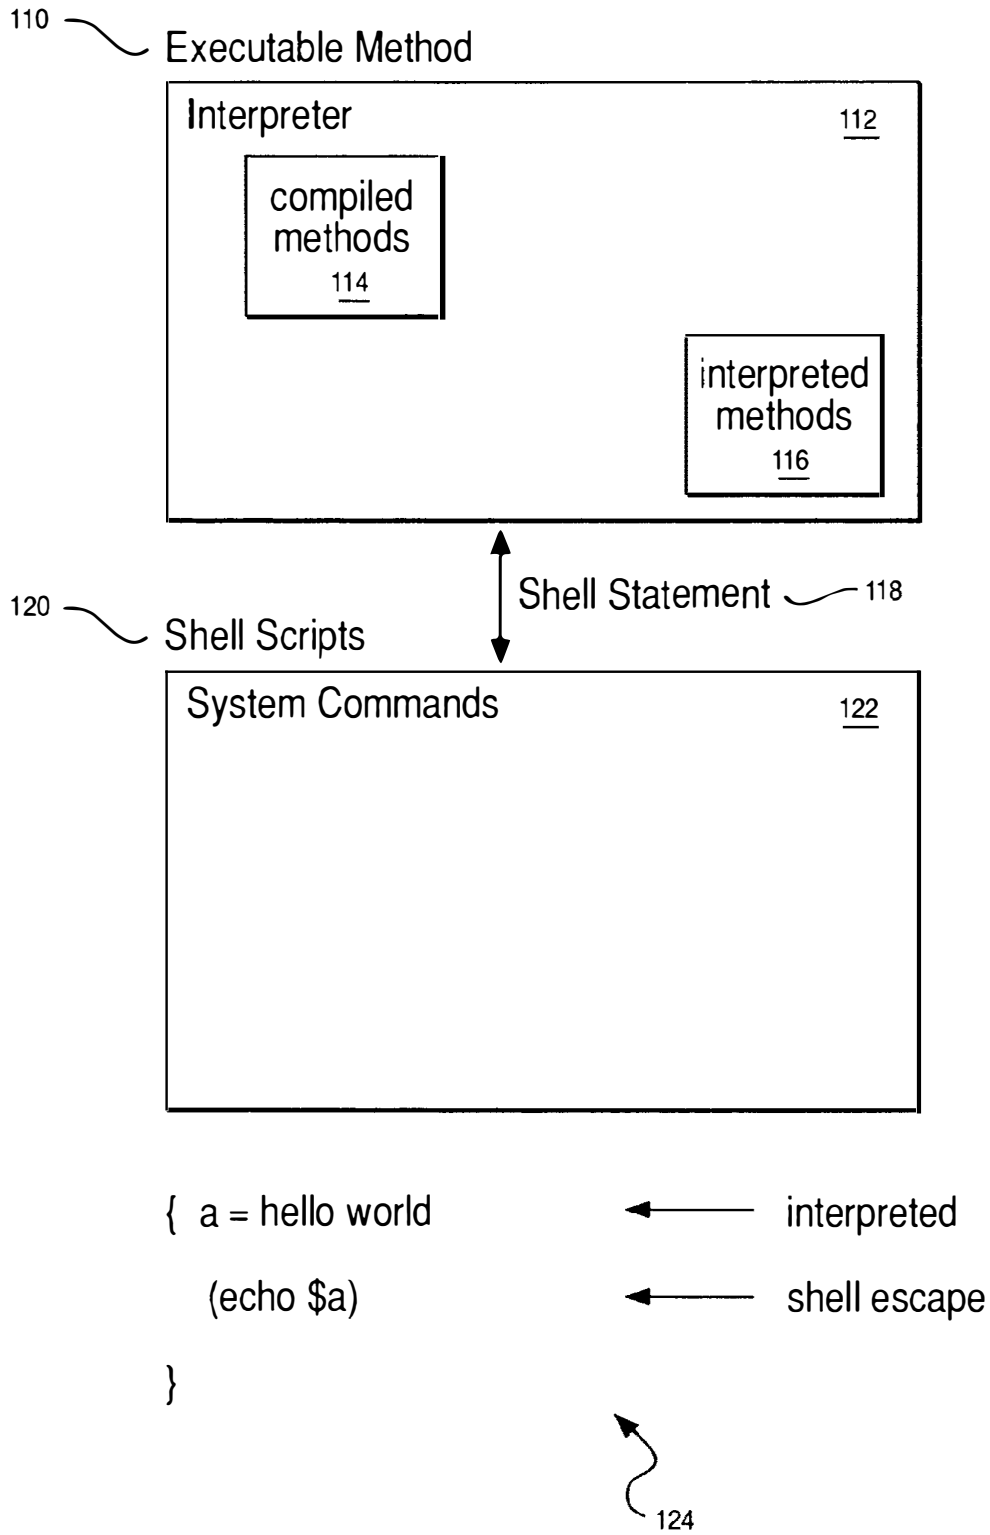 110
Executable Method
Interpreter
112
compiled
methods
114
interpreted
methods
116
Shell Statement
118
120
Shell Scripts
System Commands
122
{ a = hello world
interpreted
(echo $a)
shell escape
}
124